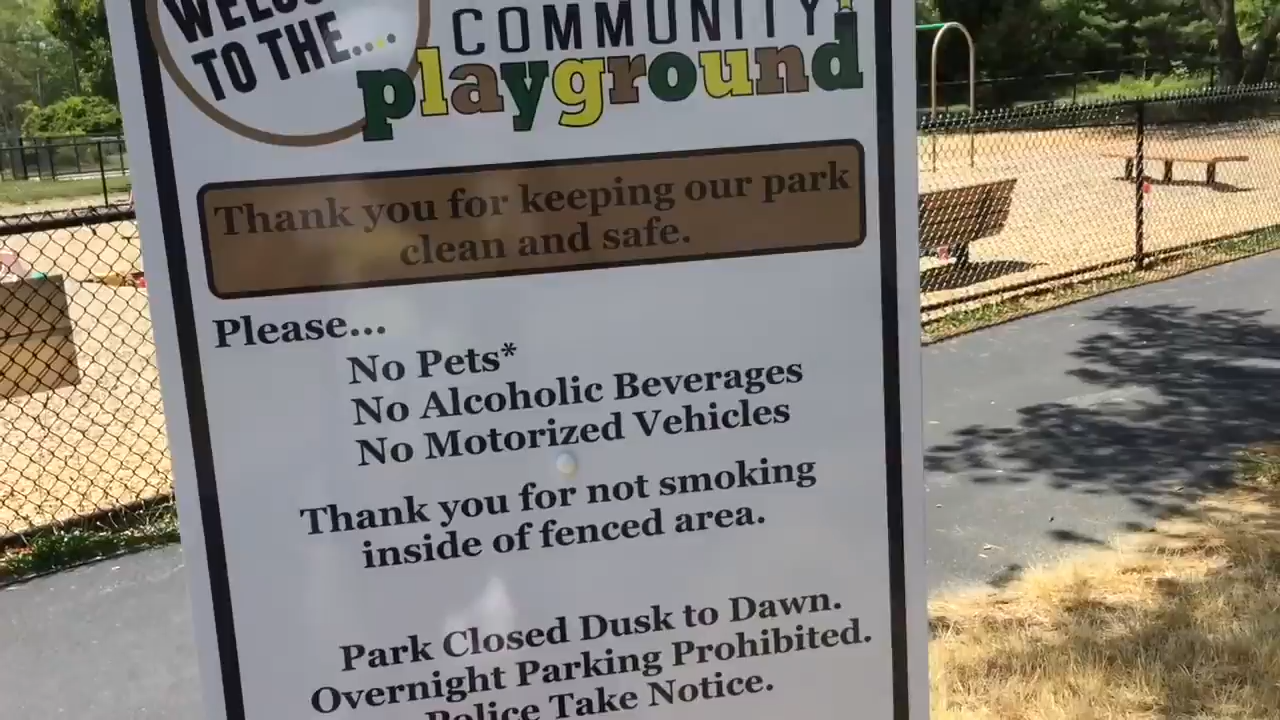 TO THE....
COMMUNITY
playground
Thank you for keeping our park
clean and safe.
Please...
No Pets*
No Alcoholic Beverages
No Motorized Vehicles
Thank you for not smoking
inside of fenced area.
Park Closed Dusk to Dawn.
Overnight Parking Prohibited.
Police Take Notice.